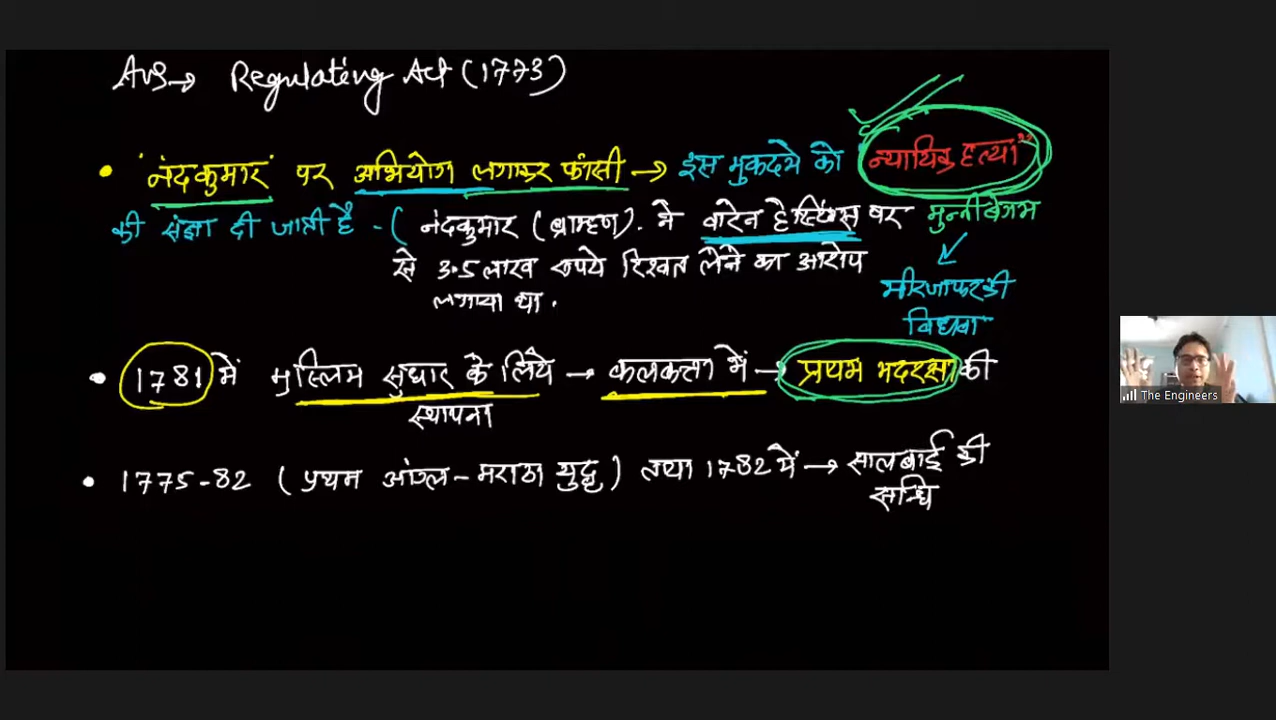 Ans → Regulating Act (1773)
• 'नंदकुमार' पर अभियोग लगाकर फांसी → इस मुकदमे को "न्यायिक हत्या"
की संज्ञा दी जाती है - ( नंदकुमार (ब्राम्हण). ने वारेन हेस्टिंग्स पर मुन्नीबेगम
से 3.5 लाख रुपये रिश्वत लेने का आरोप
लगाया था.
मीरजाफर की
विधवा
• 1781 में मुस्लिम सुधार के लिये → कलकत्ता में → प्रथम मदरसा की
स्थापना
• 1775-82 (प्रथम आंग्ल-मराठा युद्ध) तथा 1782 में → सालबाई की
सन्धि
The Engineers